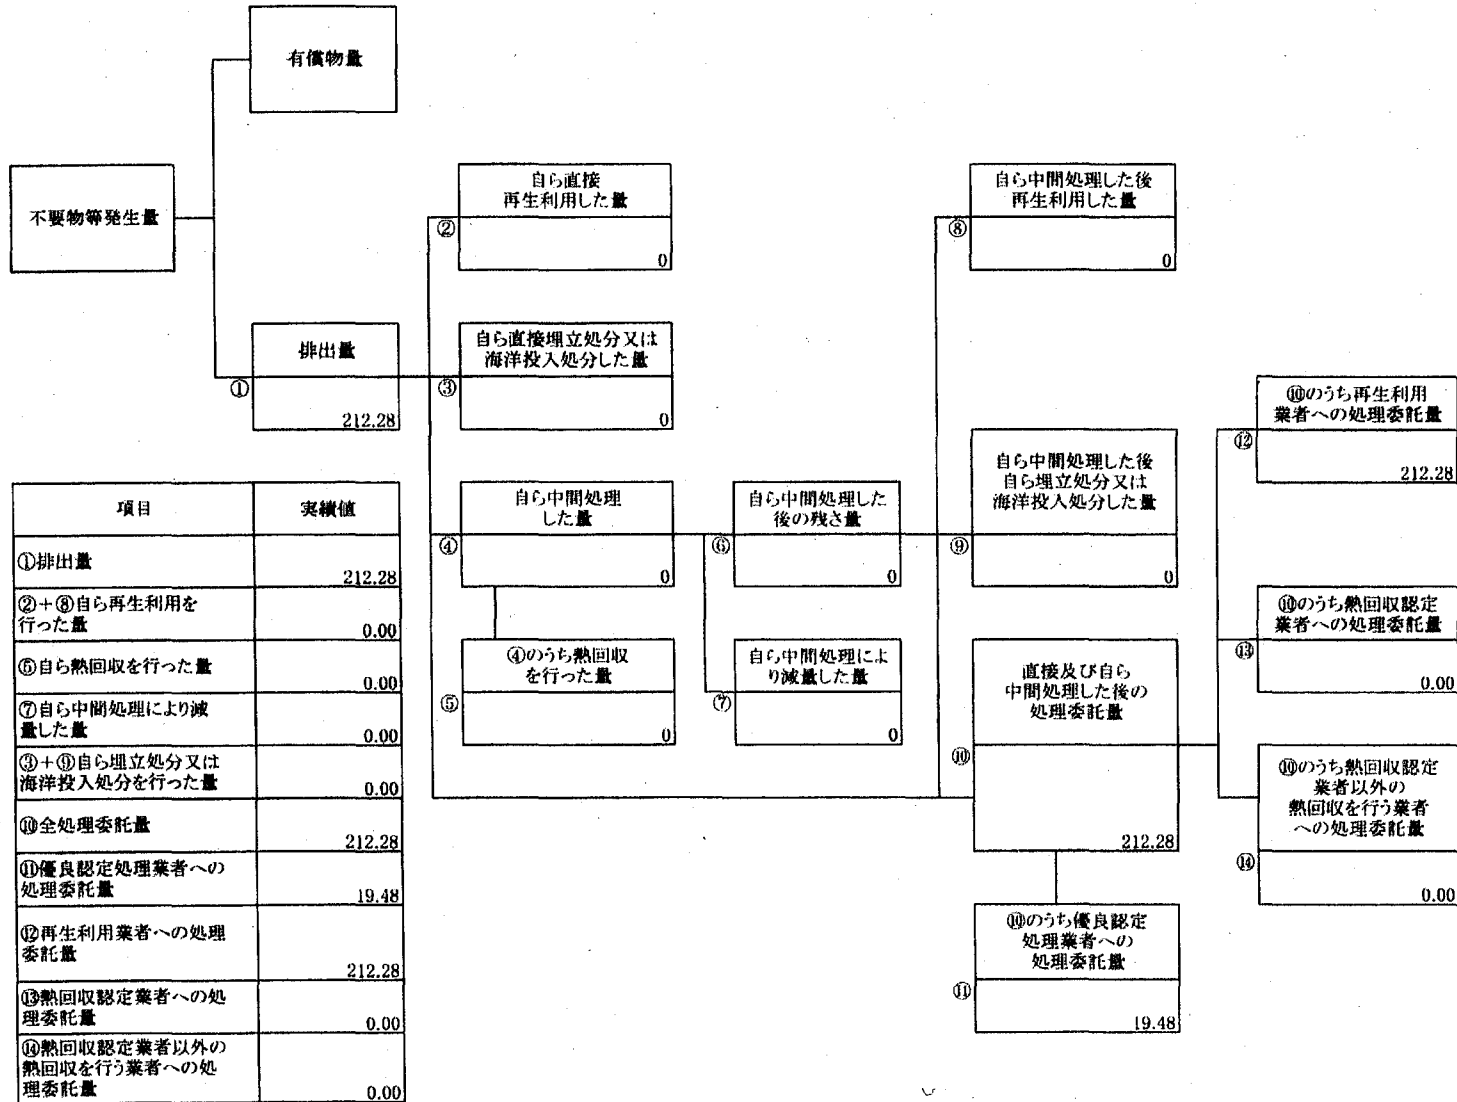 有償物量
不要物等発生量
排出量
①
212.28
自ら直接
再生利用した量
②
0
自ら直接埋立処分又は
海洋投入処分した量
③
0
自ら中間処理
した量
④
0
④のうち熱回収
を行った量
⑤
0
自ら中間処理した
後の残さ量
⑥
0
自ら中間処理によ
り減量した量
⑦
0
自ら中間処理した後
再生利用した量
⑧
0
自ら中間処理した後
自ら埋立処分又は
海洋投入処分した量
⑨
0
直接及び自ら
中間処理した後の
処理委託量
⑩
212.28
⑩のうち優良認定
処理業者への
処理委託量
⑪
19.48
⑩のうち再生利用
業者への処理委託量
⑫
212.28
⑩のうち熱回収認定
業者への処理委託量
⑬
0.00
⑩のうち熱回収認定
業者以外の
熱回収を行う業者
への処理委託量
⑭
0.00
項目 実績値
①排出量
212.28
②+⑧自ら再生利用を
行った量
0.00
⑤自ら熱回収を行った量
0.00
⑦自ら中間処理により減
量した量
0.00
③+⑨自ら埋立処分又は
海洋投入処分を行った量
0.00
⑩全処理委託量
212.28
⑪優良認定処理業者への
処理委託量
19.48
⑫再生利用業者への処理
委託量
212.28
⑬熱回収認定業者への処
理委託量
0.00
⑭熱回収認定業者以外の
熱回収を行う業者への処
理委託量
0.00